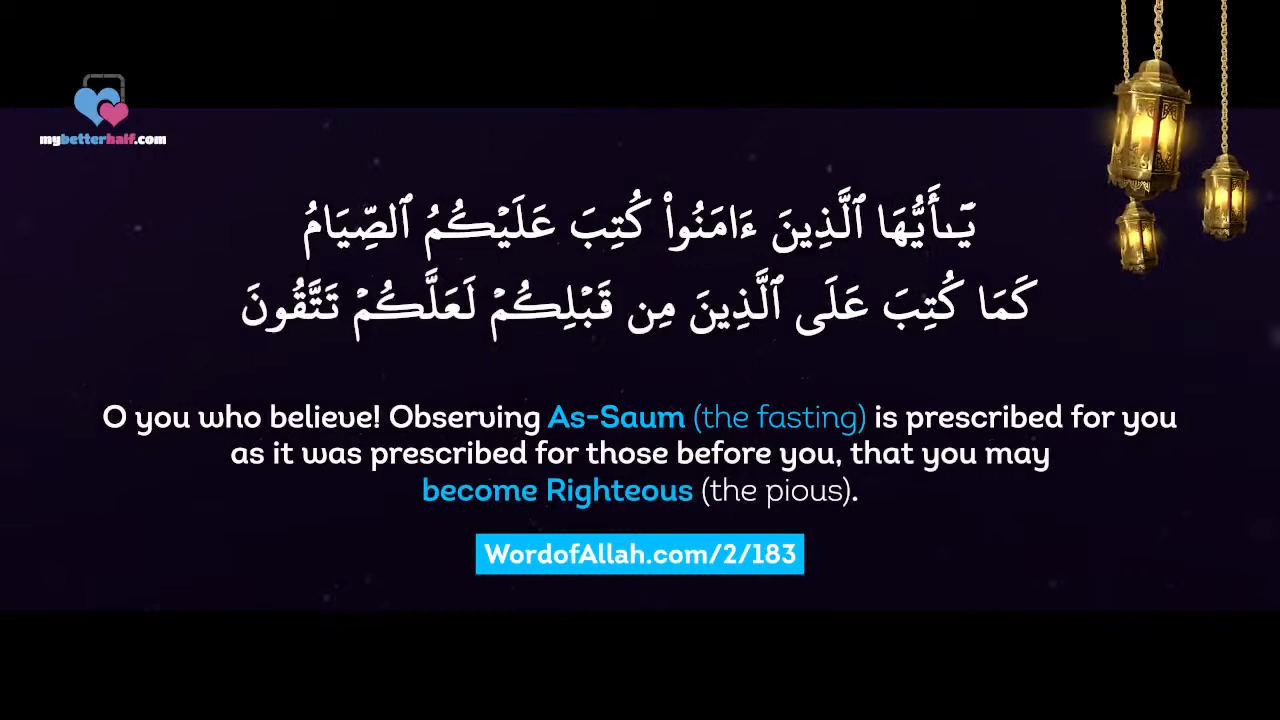 mybetterhalf.com
يَـٰٓأَيُّهَا ٱلَّذِينَ ءَامَنُوا۟ كُتِبَ عَلَيْكُمُ ٱلصِّيَامُ
كَمَا كُتِبَ عَلَى ٱلَّذِينَ مِن قَبْلِكُمْ لَعَلَّكُمْ تَتَّقُونَ
O you who believe! Observing As-Saum (the fasting) is prescribed for you
as it was prescribed for those before you, that you may
become Righteous (the pious).
WordofAllah.com/2/183